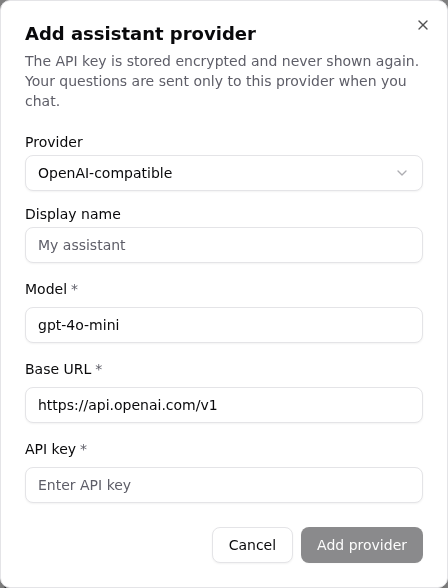 Add assistant provider
The API key is stored encrypted and never shown again.
Your questions are sent only to this provider when you
chat.
Provider
OpenAI-compatible
Display name
My assistant
Model *
gpt-4o-mini
Base URL *
https://api.openai.com/v1
API key *
Enter API key
Cancel Add provider